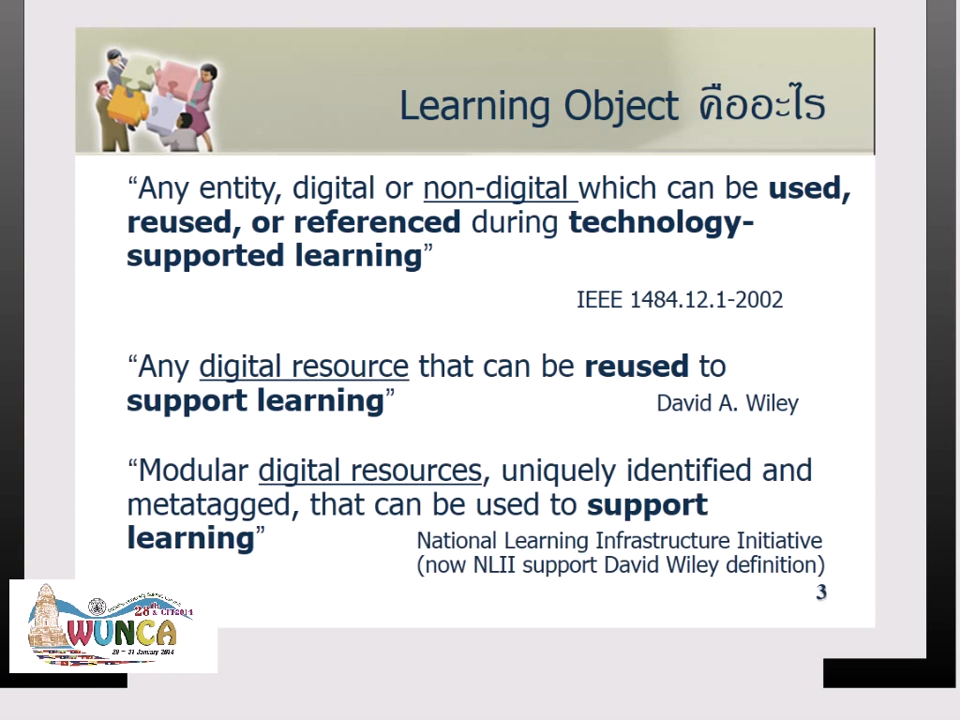 Learning Object คืออะไร
“Any entity, digital or non-digital which can be used,
reused, or referenced during technology-
supported learning”
IEEE 1484.12.1-2002
“Any digital resource that can be reused to
support learning”
David A. Wiley
“Modular digital resources, uniquely identified and
metatagged, that can be used to support
learning”
National Learning Infrastructure Initiative
(now NLII support David Wiley definition)
3
28th & CIT2014
WUNCA
29 - 31 January 2014